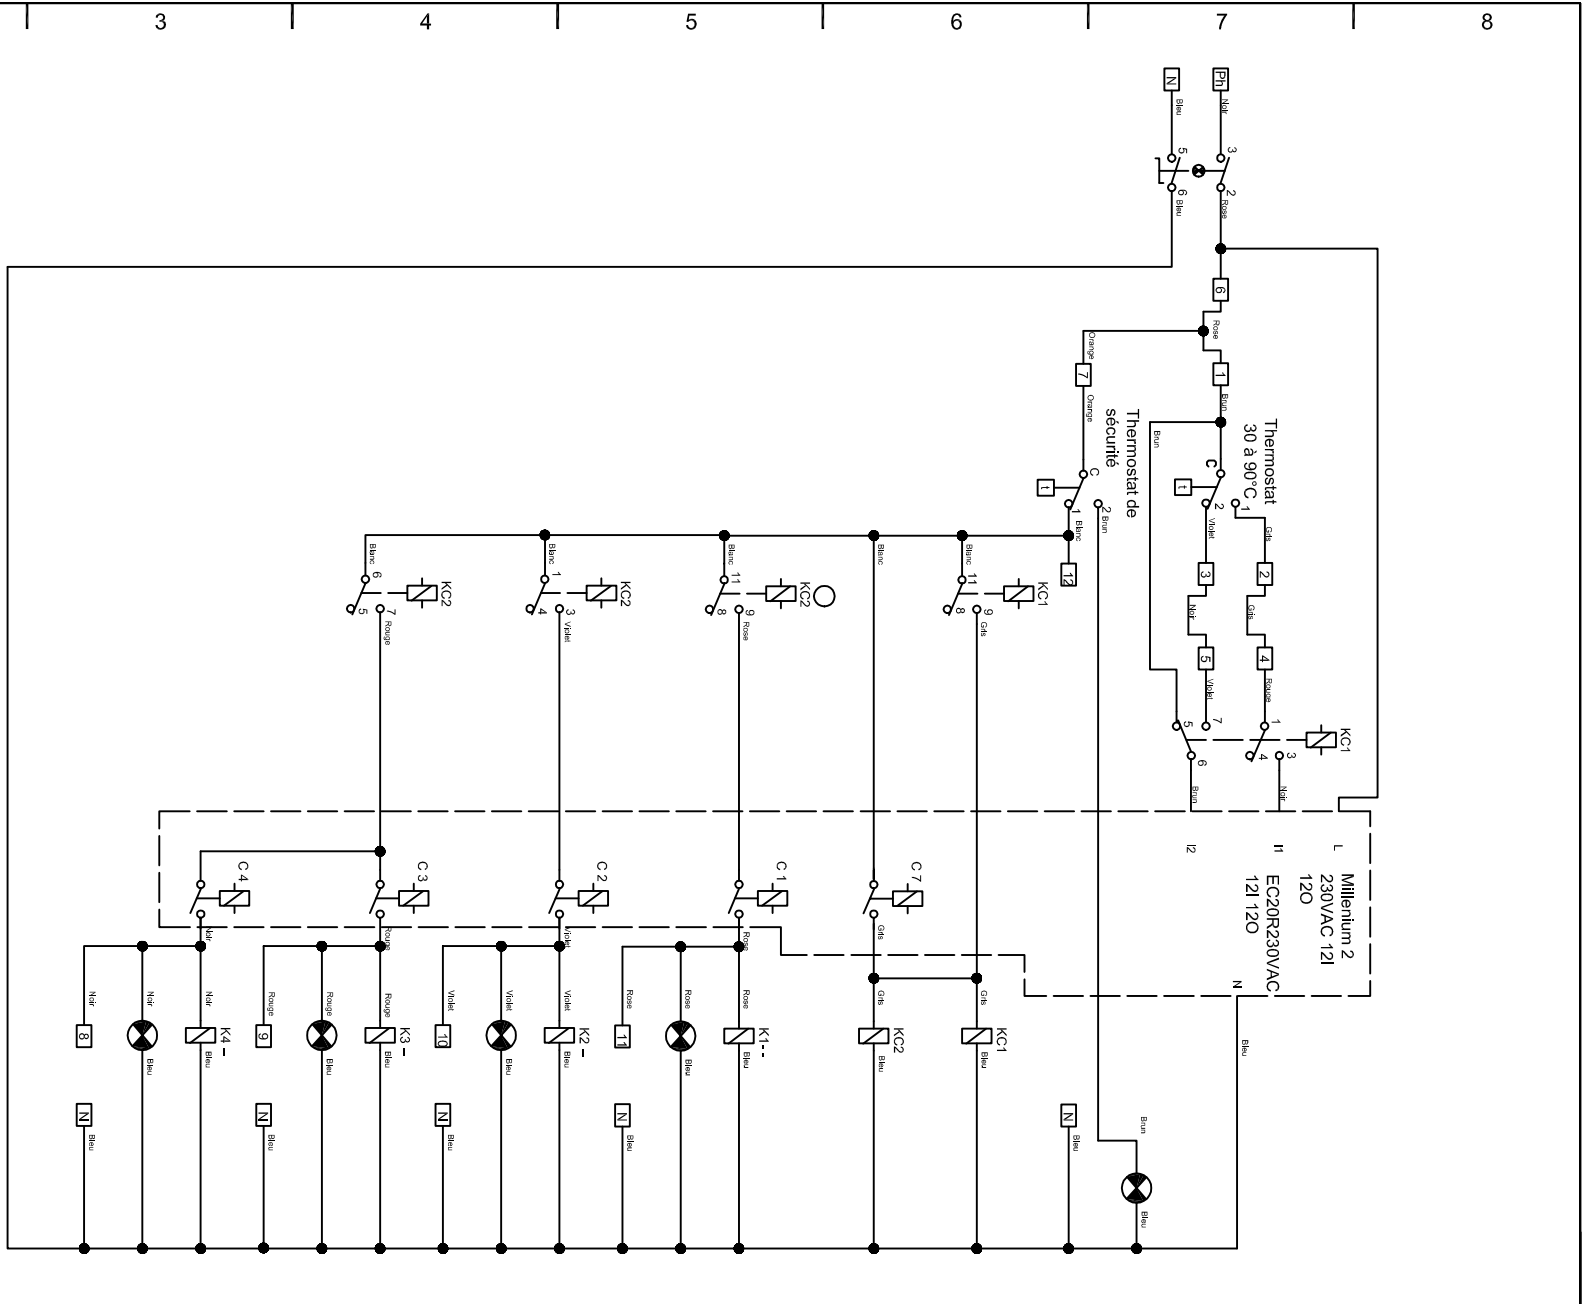 3 4 5 6 7 8
N
Ph
Bleu
Noir
5
3
6
2
Bleu
Rose
6
Rose
Orange
7
1
Orange
Brun
Thermostat de
sécurité
Thermostat
30 à 90°C
Brun
C
C
t
t
1
2
2
1
Blanc
Brun
Violet
Gris
Blanc
Blanc
Blanc
Blanc
Blanc
12
3
2
6
1
11
11
KC2
KC2
KC2
KC1
5
7
4
3
8
9
8
9
Rouge
Violet
Rose
Gris
Noir
Gris
5
4
Violet
Rouge
5
7
1
KC1
6
4
3
Brun
Noir
I2
I1
L
Millenium 2
230VAC 12I
12O
EC20R230VAC
12I 12O
N
C 4
C 3
C 2
C 1
C 7
Noir
Rouge
Violet
Rose
Gris
Noir
Noir
Noir
Rouge
Rouge
Rouge
Violet
Violet
Violet
Rose
Rose
Rose
Gris
Gris
8
K4 -
9
K3 -
10
K2 -
11
K1--
KC2
KC1
Bleu
Bleu
Bleu
Bleu
Bleu
Bleu
Bleu
Bleu
Bleu
Bleu
Bleu
N
N
N
N
N
Bleu
Bleu
Bleu
Bleu
Bleu
Brun
Bleu